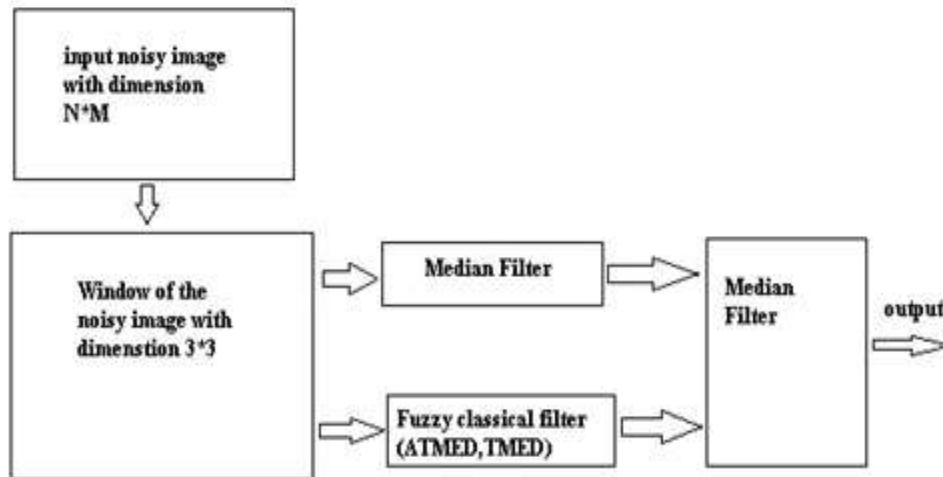 input noisy image
with dimension
N*M
Window of the
noisy image with
dimenstion 3*3
Median Filter
Fuzzy classical filter
(ATMED,TMED)
Median
Filter
output